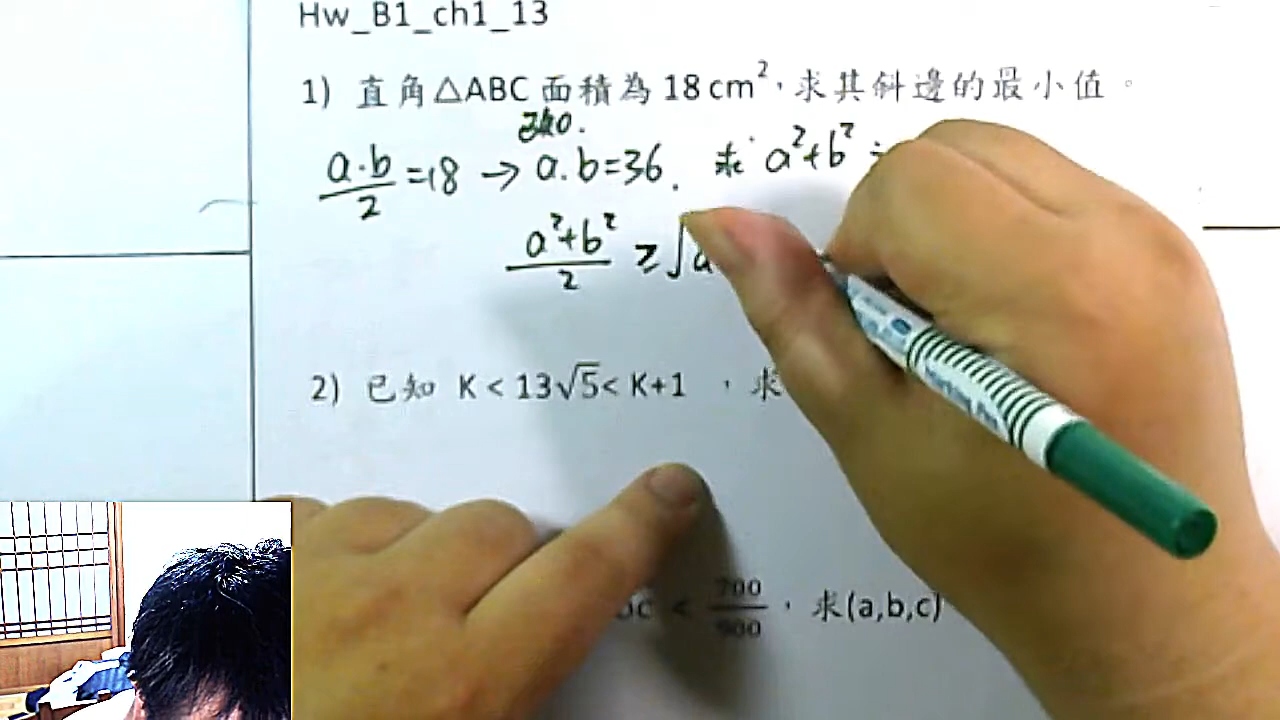 Hw_B1_ch1_13
1) 直角△ABC 面積為 18 cm²，求其斜邊的最小值。
a·b/2 =18 → a.b=36. 求 a²+b²
a²+b²/2 ≥√a
2) 已知 K < 13√5 < K+1 ，求
< 700/900 ， 求(a,b,c)